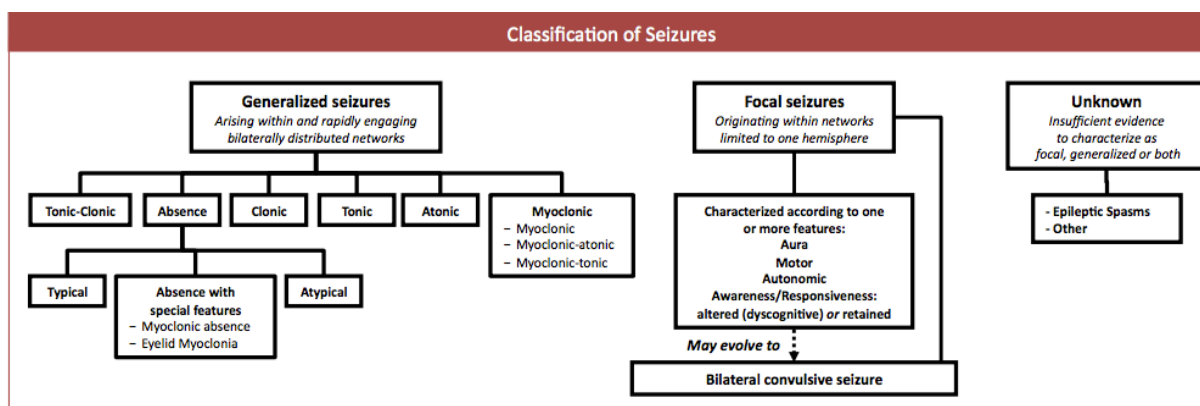 Classification of Seizures
Generalized seizures
Arising within and rapidly engaging
bilaterally distributed networks
Tonic-Clonic
Absence
Clonic
Tonic
Atonic
Myoclonic
– Myoclonic
– Myoclonic-atonic
– Myoclonic-tonic
Typical
Absence with
special features
– Myoclonic absence
– Eyelid Myoclonia
Atypical
Focal seizures
Originating within networks
limited to one hemisphere
Characterized according to one
or more features:
Aura
Motor
Autonomic
Awareness/Responsiveness:
altered (dyscognitive) or retained
May evolve to
Bilateral convulsive seizure
Unknown
Insufficient evidence
to characterize as
focal, generalized or both
- Epileptic Spasms
- Other